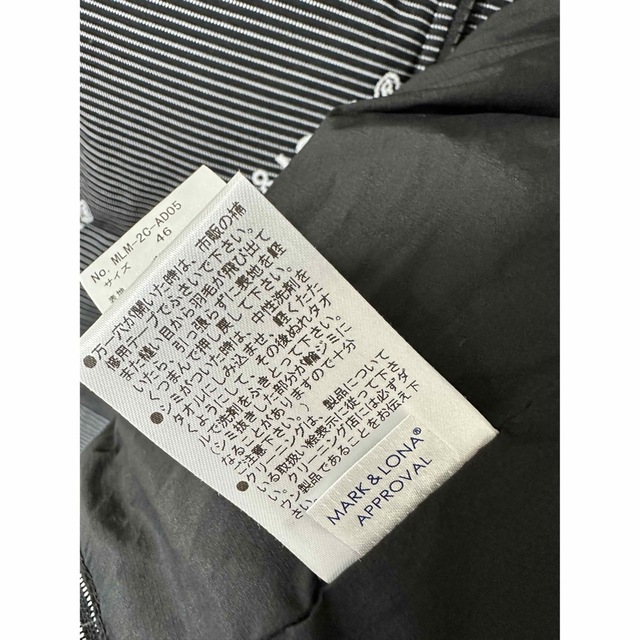 No. MLM-2C-AD05
サイズ 46
表地
●万一穴が開いた時は、市販の補
修用テープでふさいで下さい。
また縫い目から羽毛が飛び出て
いたら、引っ張らずに表地を軽
くつまんで押し戻して下さい。
●シミがついた時は、中性洗剤を
タオルにしみ込ませ、軽くたた
くようにして、その後ぬれタオ
ルで洗剤をふきとって下さい。
(シミ抜きした部分が輪ジミに
なることがありますので十分
ご注意下さい。)
●クリーニングは、製品について
いる取扱い絵表示に従って下さ
い。クリーニング店には必ずダ
ウン製品であることをお伝え下
さい。
MARK & LONA®
APPROVAL
&
®